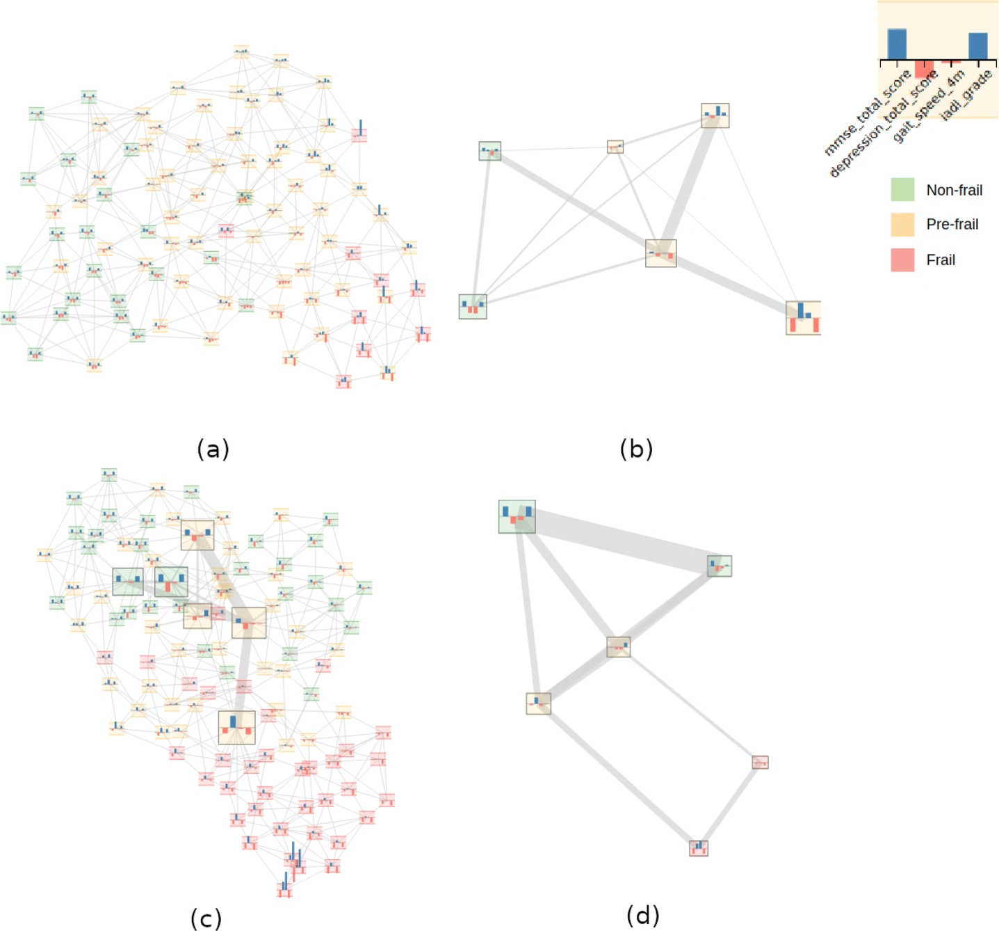 mmse_total_score
depression_total_score
gait_speed_4m
iadl_grade
Non-frail
Pre-frail
Frail
(a)
(b)
(c)
(d)